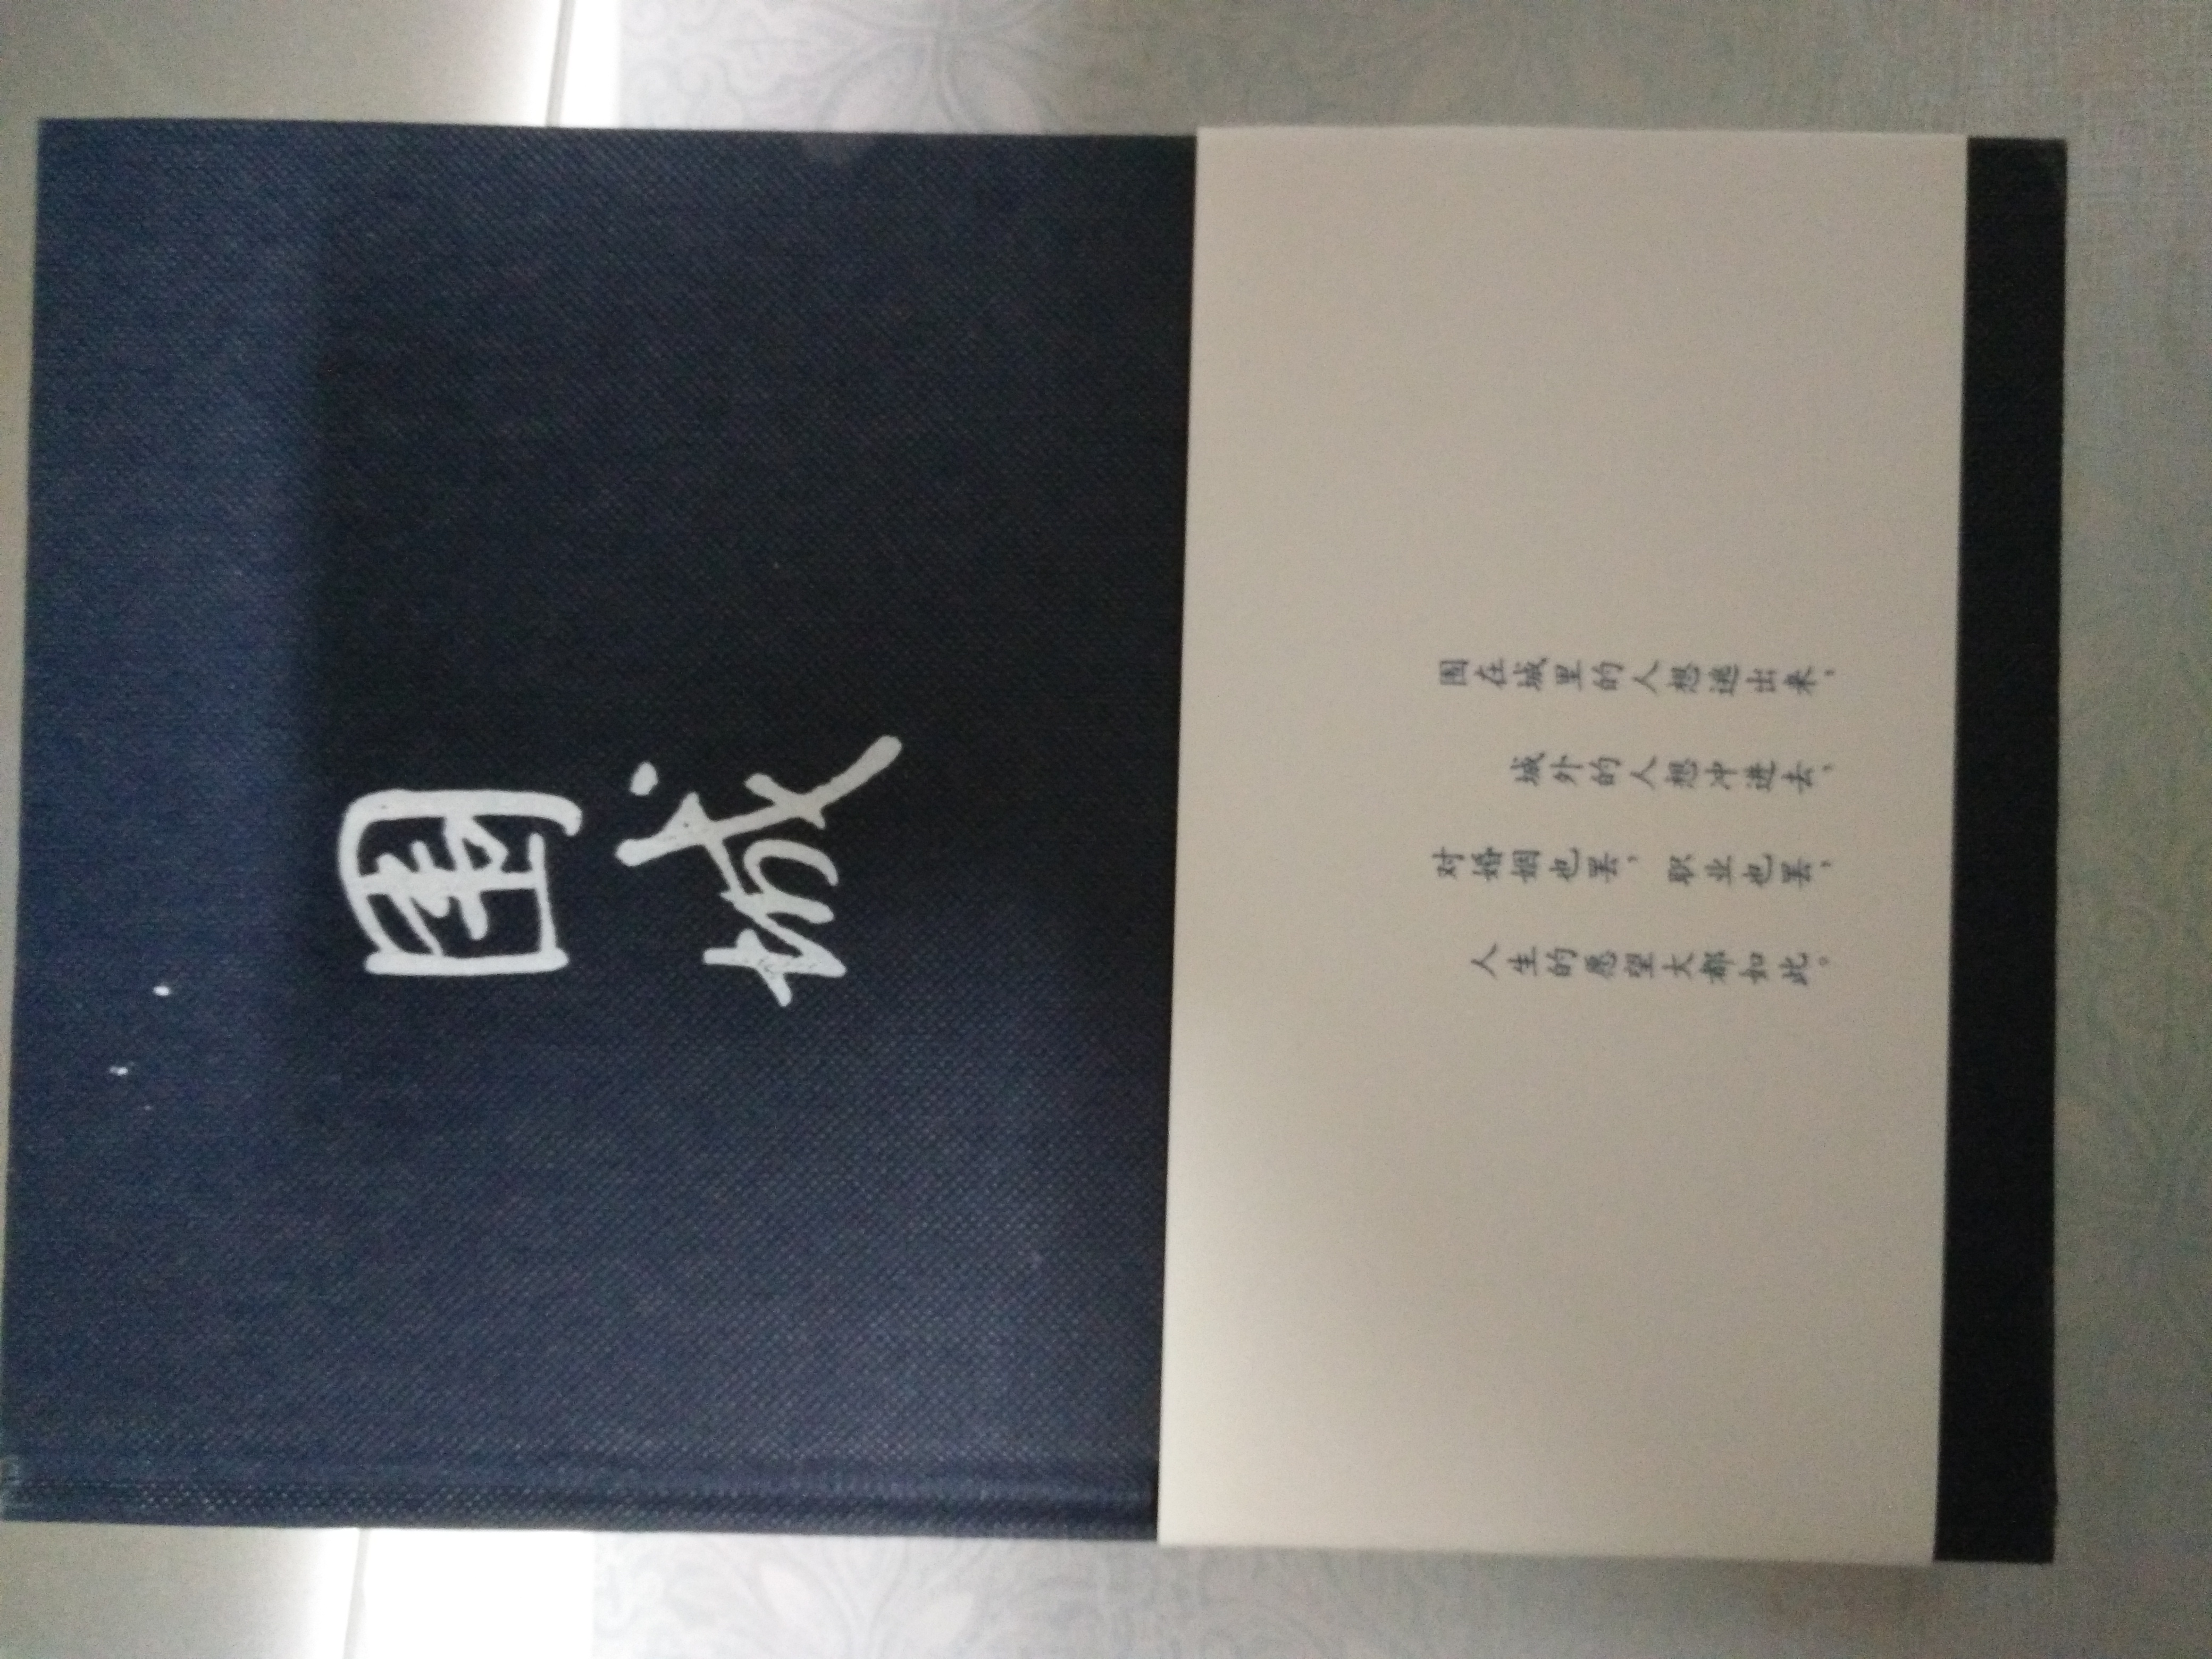 围城
围在城里的人想逃出来，
城外的人想冲进去，
对婚姻也罢，职业也罢，
人生的愿望大都如此。